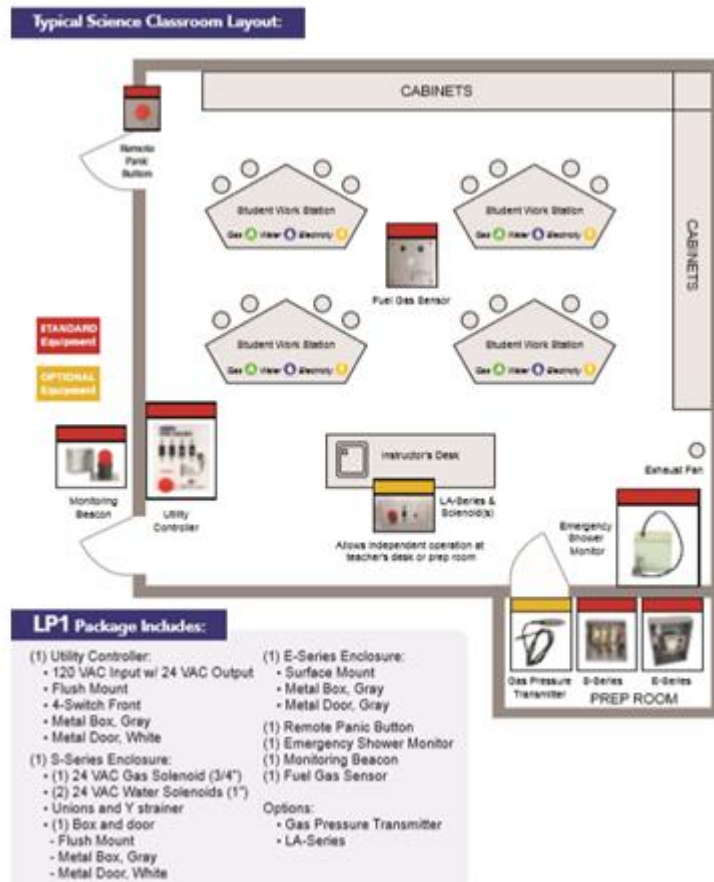 Typical Science Classroom Layout:
CABINETS
Remote
Panic
Button
Student Work Station
Gas Water Electricity
Student Work Station
Gas Water Electricity
CABINETS
Fuel Gas Sensor
STANDARD
Equipment
OPTIONAL
Equipment
Student Work Station
Gas Water Electricity
Student Work Station
Gas Water Electricity
Monitoring
Beacon
Utility
Controller
Instructor's Desk
LA-Series &
Solenoid(s)
Allows independent operation at
teacher's desk or prep room
Exhaust Fan
Emergency
Shower
Monitor
Gas Pressure
Transmitter
S-Series
E-Series
PREP ROOM
LP1 Package Includes:
(1) Utility Controller:
• 120 VAC Input w/ 24 VAC Output
• Flush Mount
• 4-Switch Front
• Metal Box, Gray
• Metal Door, White
(1) S-Series Enclosure:
• (1) 24 VAC Gas Solenoid (3/4")
• (2) 24 VAC Water Solenoids (1")
• Unions and Y strainer
• (1) Box and door
- Flush Mount
- Metal Box, Gray
- Metal Door, White
(1) E-Series Enclosure:
• Surface Mount
• Metal Box, Gray
• Metal Door, Gray
(1) Remote Panic Button
(1) Emergency Shower Monitor
(1) Monitoring Beacon
(1) Fuel Gas Sensor
Options:
• Gas Pressure Transmitter
• LA-Series